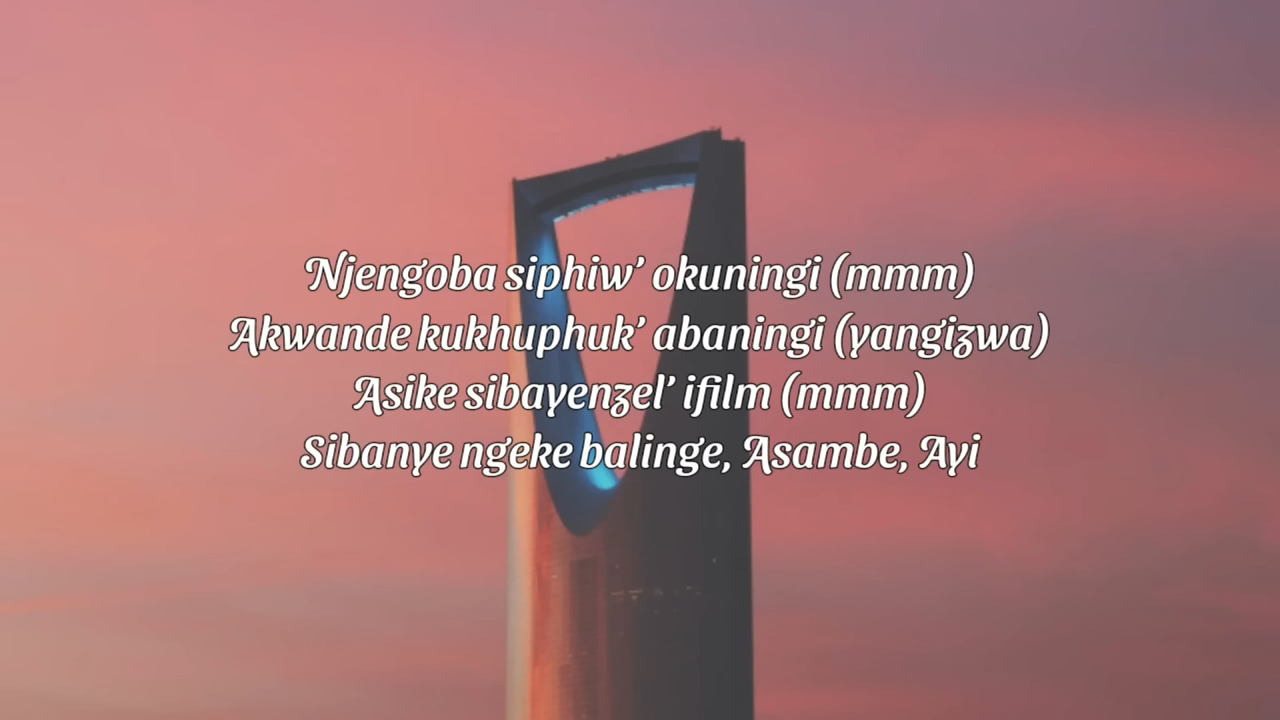 Njengoba siphiw’ okuningi (mmm)
Akwande kukhuphuk’ abaningi (yangizwa)
Asike sibayenzel’ ifilm (mmm)
Sibanye ngeke balinge, Asambe, Ayi